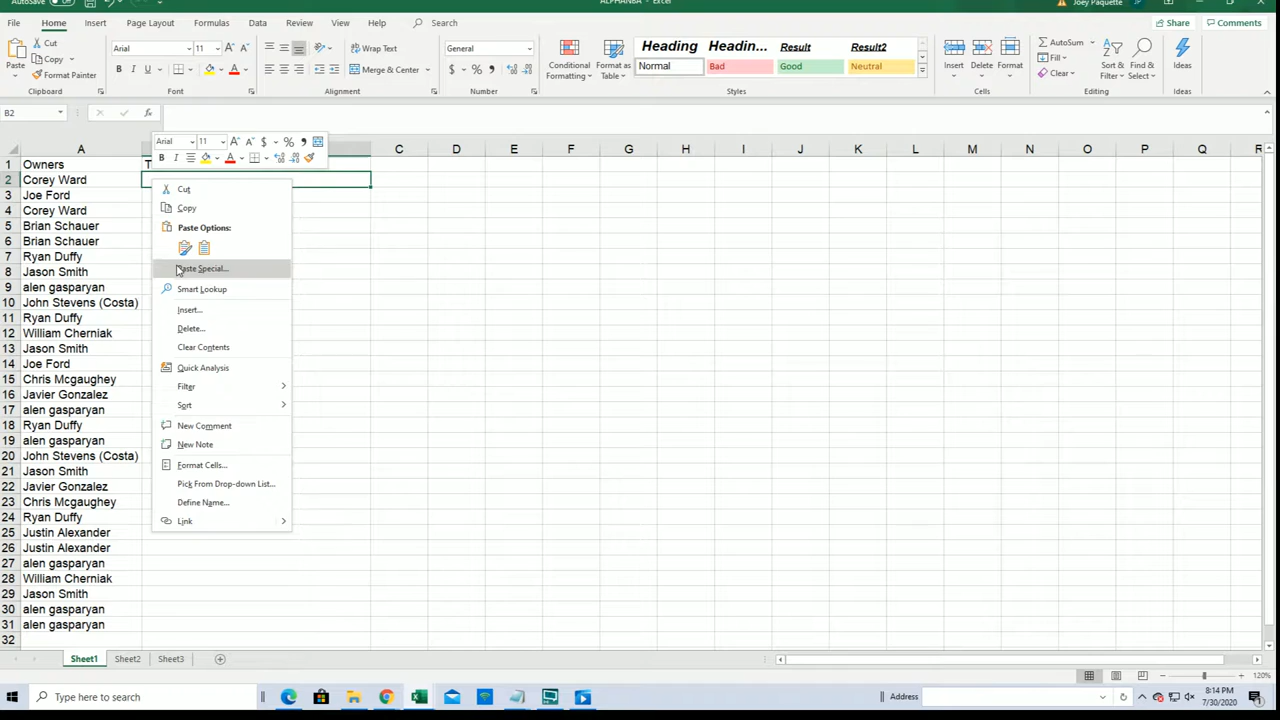 AutoSave Off ALPHANBA - Excel Joey Paquette JP
File Home Insert Page Layout Formulas Data Review View Help Search Share Comments
Paste Cut Copy Format Painter Clipboard
Arial 11 B I U Font
Wrap Text Merge & Center Alignment
General $ % Number
Conditional Formatting Format as Table
Heading Headin... Result Result2
Normal Bad Good Neutral
Styles
Insert Delete Format Cells
AutoSum Fill Clear Sort & Filter Find & Select Editing
Ideas Ideas
B2 fx
Arial 11 $ %
B I A
A C D E F G H I J K L M N O P Q R
1 Owners T
2 Corey Ward
3 Joe Ford
4 Corey Ward
5 Brian Schauer
6 Brian Schauer
7 Ryan Duffy
8 Jason Smith
9 alen gasparyan
10 John Stevens (Costa)
11 Ryan Duffy
12 William Cherniak
13 Jason Smith
14 Joe Ford
15 Chris Mcgaughey
16 Javier Gonzalez
17 alen gasparyan
18 Ryan Duffy
19 alen gasparyan
20 John Stevens (Costa)
21 Jason Smith
22 Javier Gonzalez
23 Chris Mcgaughey
24 Ryan Duffy
25 Justin Alexander
26 Justin Alexander
27 alen gasparyan
28 William Cherniak
29 Jason Smith
30 alen gasparyan
31 alen gasparyan
32
Cut
Copy
Paste Options:
Paste Special...
Smart Lookup
Insert...
Delete...
Clear Contents
Quick Analysis
Filter
Sort
New Comment
New Note
Format Cells...
Pick From Drop-down List...
Define Name...
Link
Sheet1 Sheet2 Sheet3
120%
Type here to search
Address
8:14 PM
7/30/2020